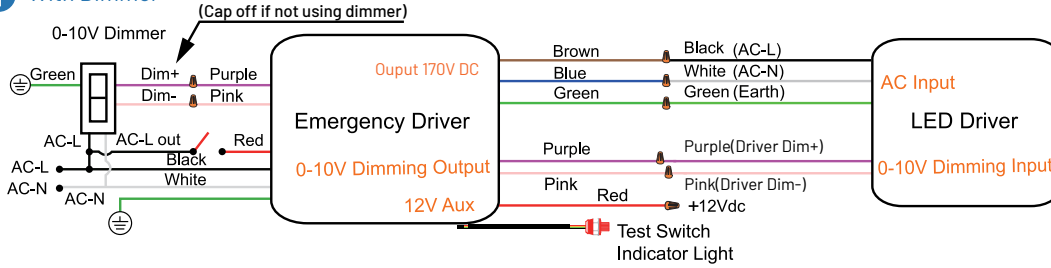 With Dimmer
(Cap off if not using dimmer)
0-10V Dimmer
Green
Dim+
Purple
Dim-
Pink
AC-L
AC-L out
Red
AC-L
Black
AC-N
AC-N
White
Ouput 170V DC
Emergency Driver
0-10V Dimming Output
12V Aux
Brown
Black (AC-L)
Blue
White (AC-N)
Green
Green (Earth)
Purple
Purple(Driver Dim+)
Pink
Pink(Driver Dim-)
Red
+12Vdc
Test Switch
Indicator Light
AC Input
LED Driver
0-10V Dimming Input